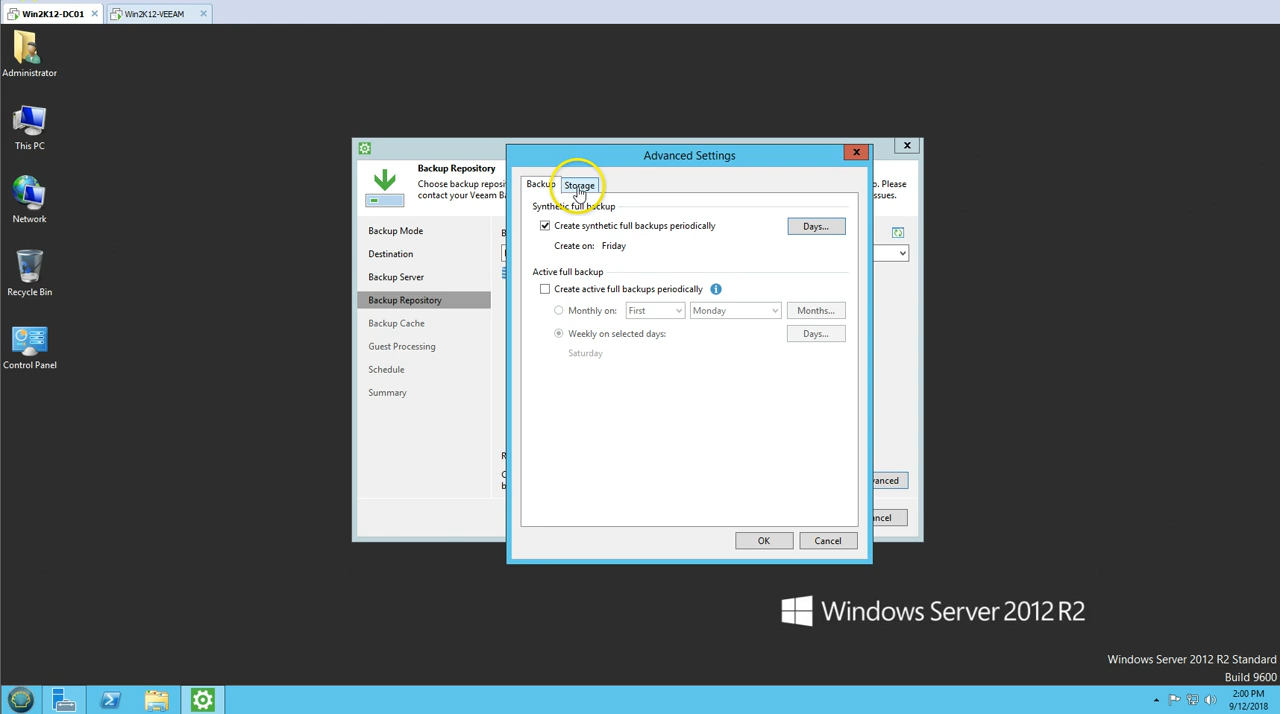 Win2K12-DC01
Win2K12-VEEAM
Administrator
This PC
Network
Recycle Bin
Control Panel
Backup Repository
Choose backup reposi
contact your Veeam Ba
o. Please
issues.
Backup Mode
Destination
Backup Server
Backup Repository
Backup Cache
Guest Processing
Schedule
Summary
vanced
ncel
Advanced Settings
Backup
Storage
Synthetic full backup
Create synthetic full backups periodically
Days...
Create on: Friday
Active full backup
Create active full backups periodically
Monthly on:
First
Monday
Months...
Weekly on selected days:
Days...
Saturday
OK
Cancel
Windows Server 2012 R2
Windows Server 2012 R2 Standard
Build 9600
2:00 PM
9/12/2018